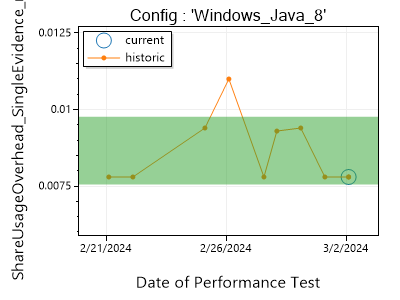 Config : 'Windows_Java_8'
0.0125
0.01
0.0075
current
historic
2/21/2024
2/26/2024
3/2/2024
Date of Performance Test
ShareUsageOverhead_SingleEvidence_